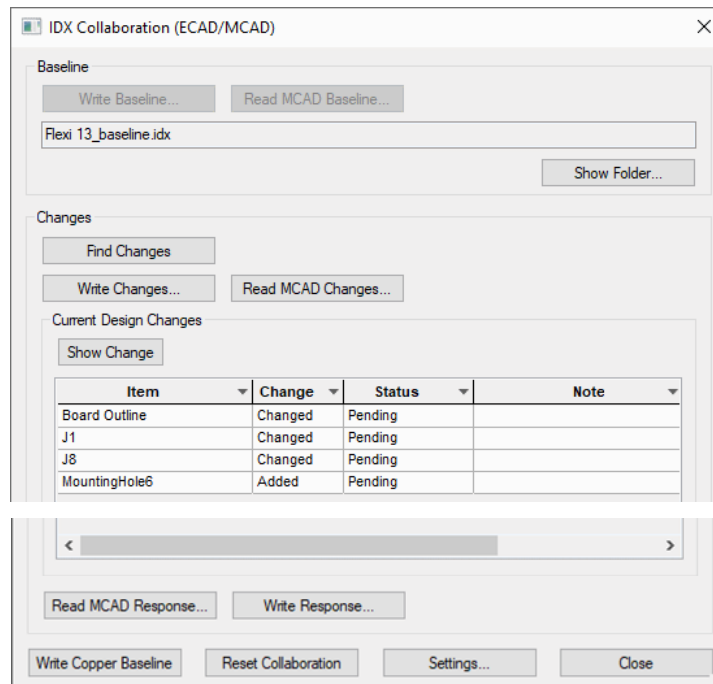 IDX Collaboration (ECAD/MCAD)
Baseline
Write Baseline... Read MCAD Baseline...
Flexi 13_baseline.idx
Show Folder...
Changes
Find Changes
Write Changes... Read MCAD Changes...
Current Design Changes
Show Change
Item Change Status Note
Board Outline Changed Pending
J1 Changed Pending
J8 Changed Pending
MountingHole6 Added Pending
Read MCAD Response... Write Response...
Write Copper Baseline Reset Collaboration Settings... Close